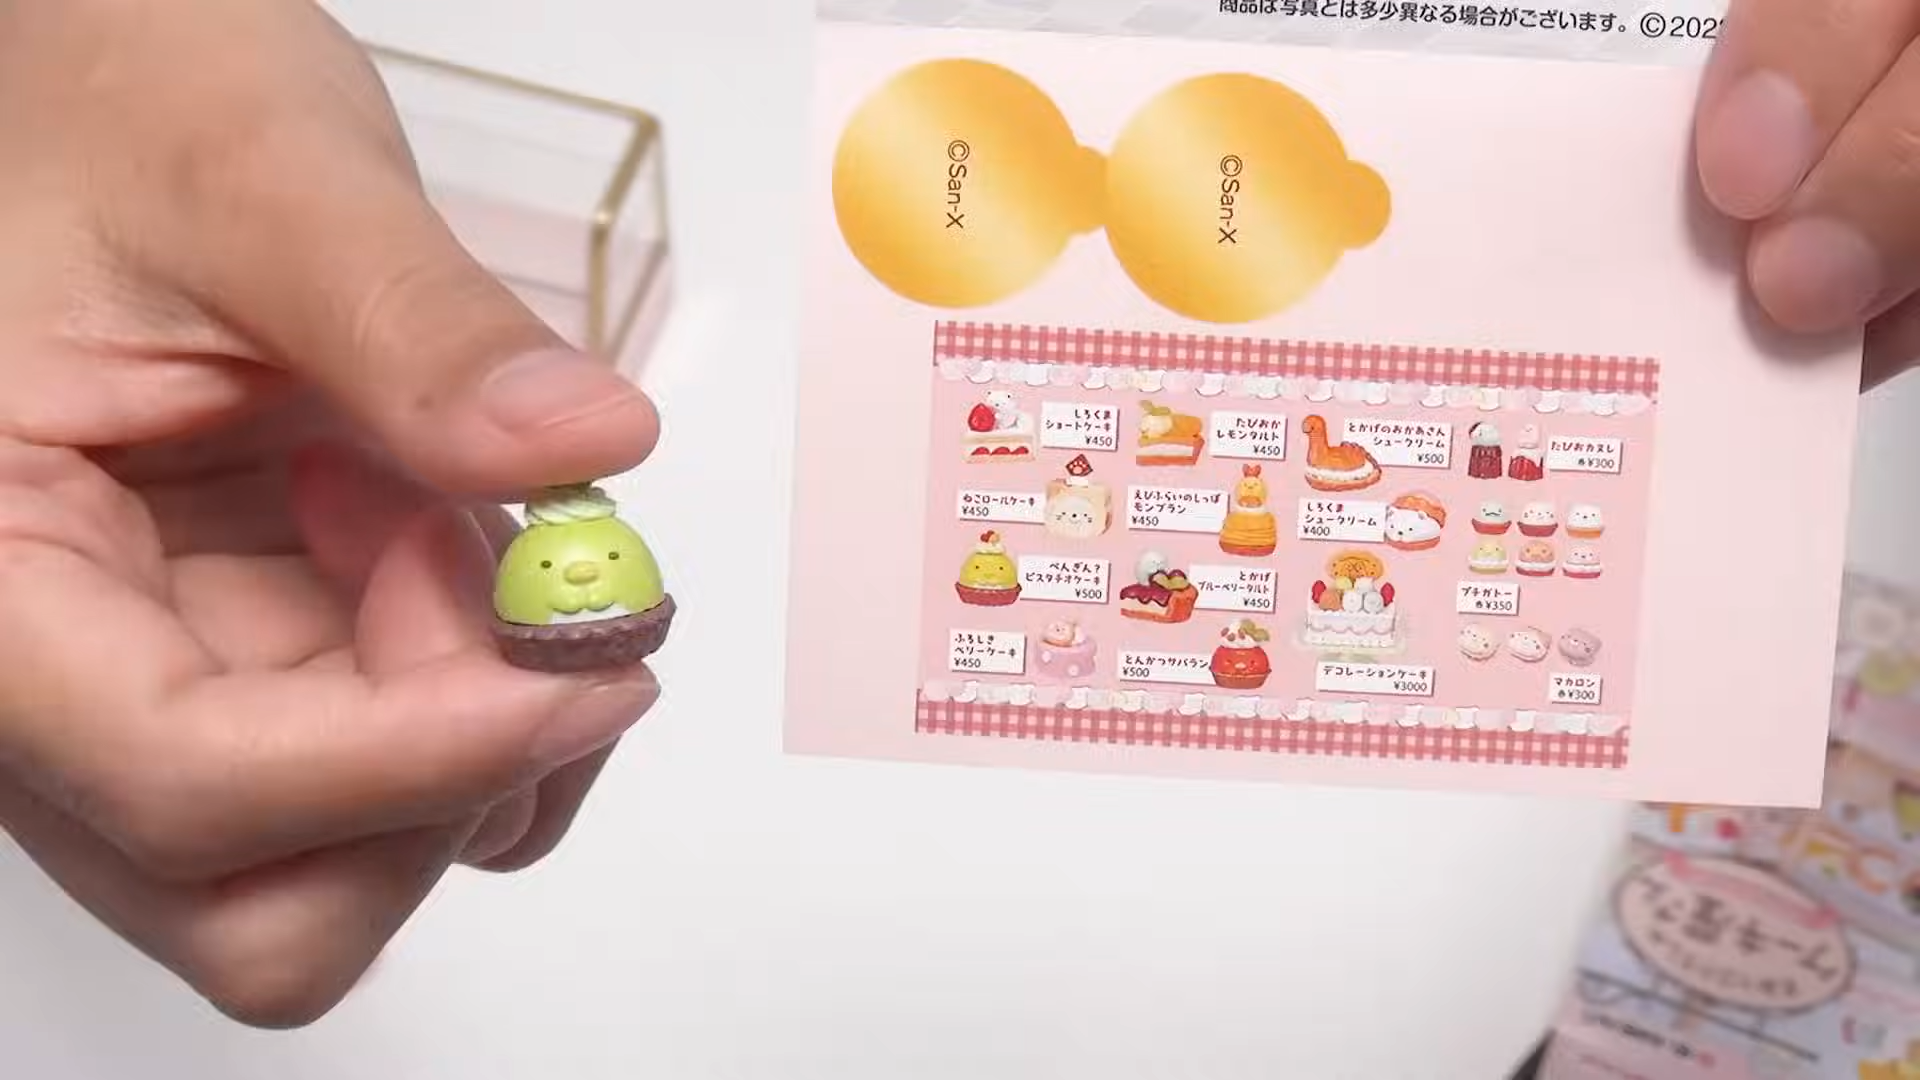 商品は写真とは多少異なる場合がございます。©202
©San-X
©San-X
しろくま
ショートケーキ
¥450
たぴおか
レモンタルト
¥450
とかげのおかあさん
シュークリーム
¥500
たぴおカヌレ
各¥300
ねこロールケーキ
¥450
えびふらいのしっぽ
モンブラン
¥450
しろくま
シュークリーム
¥400
ぺんぎん?
ピスタチオケーキ
¥500
とかげ
ブルーベリータルト
¥450
プチガトー
各¥350
ふろしき
ベリーケーキ
¥450
とんかつサバラン
¥500
デコレーションケーキ
¥3000
マカロン
各¥300